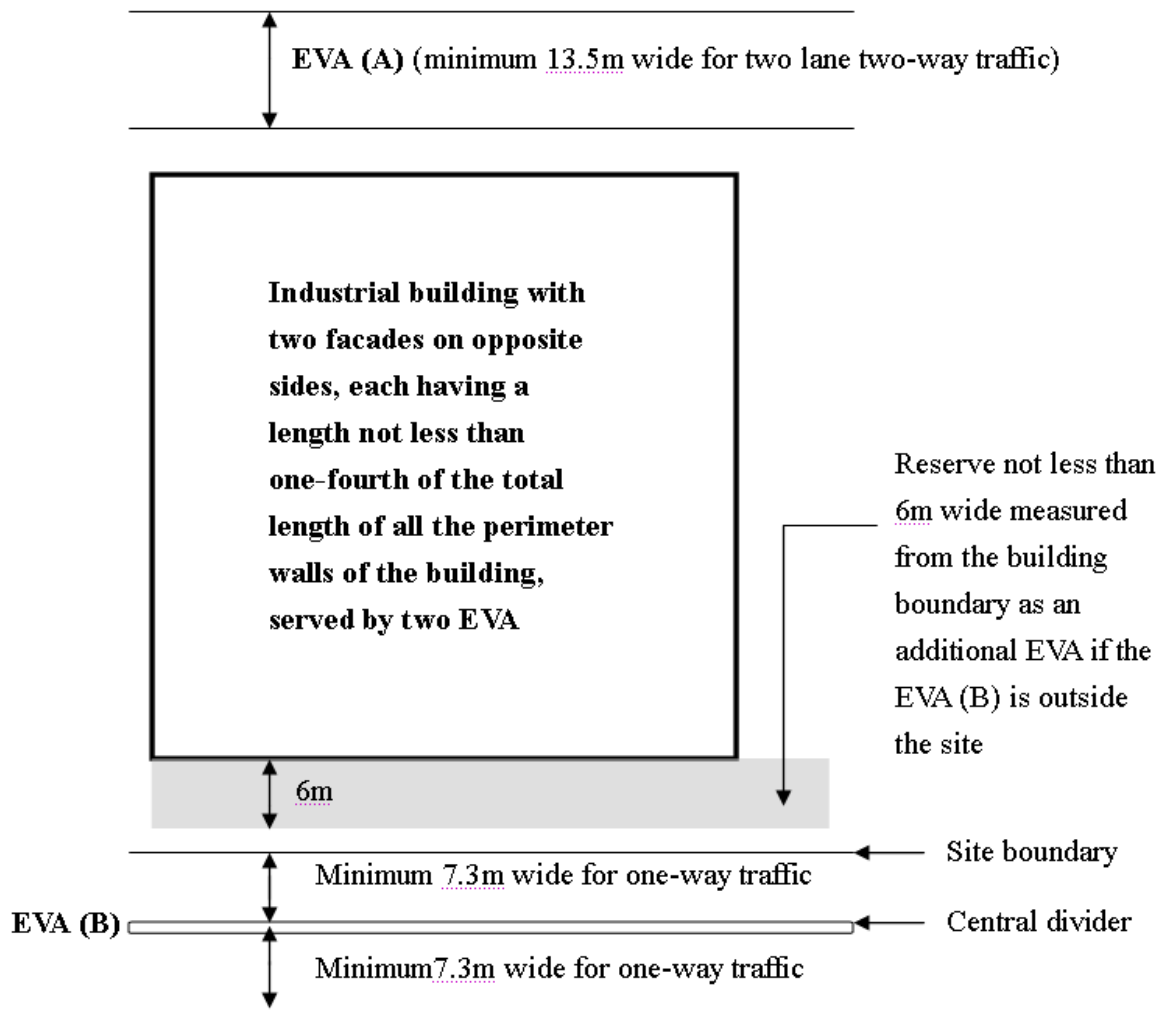 EVA (A) (minimum 13.5m wide for two lane two-way traffic)
Industrial building with
two facades on opposite
sides, each having a
length not less than
one-fourth of the total
length of all the perimeter
walls of the building,
served by two EVA
Reserve not less than
6m wide measured
from the building
boundary as an
additional EVA if the
EVA (B) is outside
the site
6m
Site boundary
Minimum 7.3m wide for one-way traffic
EVA (B)
Central divider
Minimum7.3m wide for one-way traffic